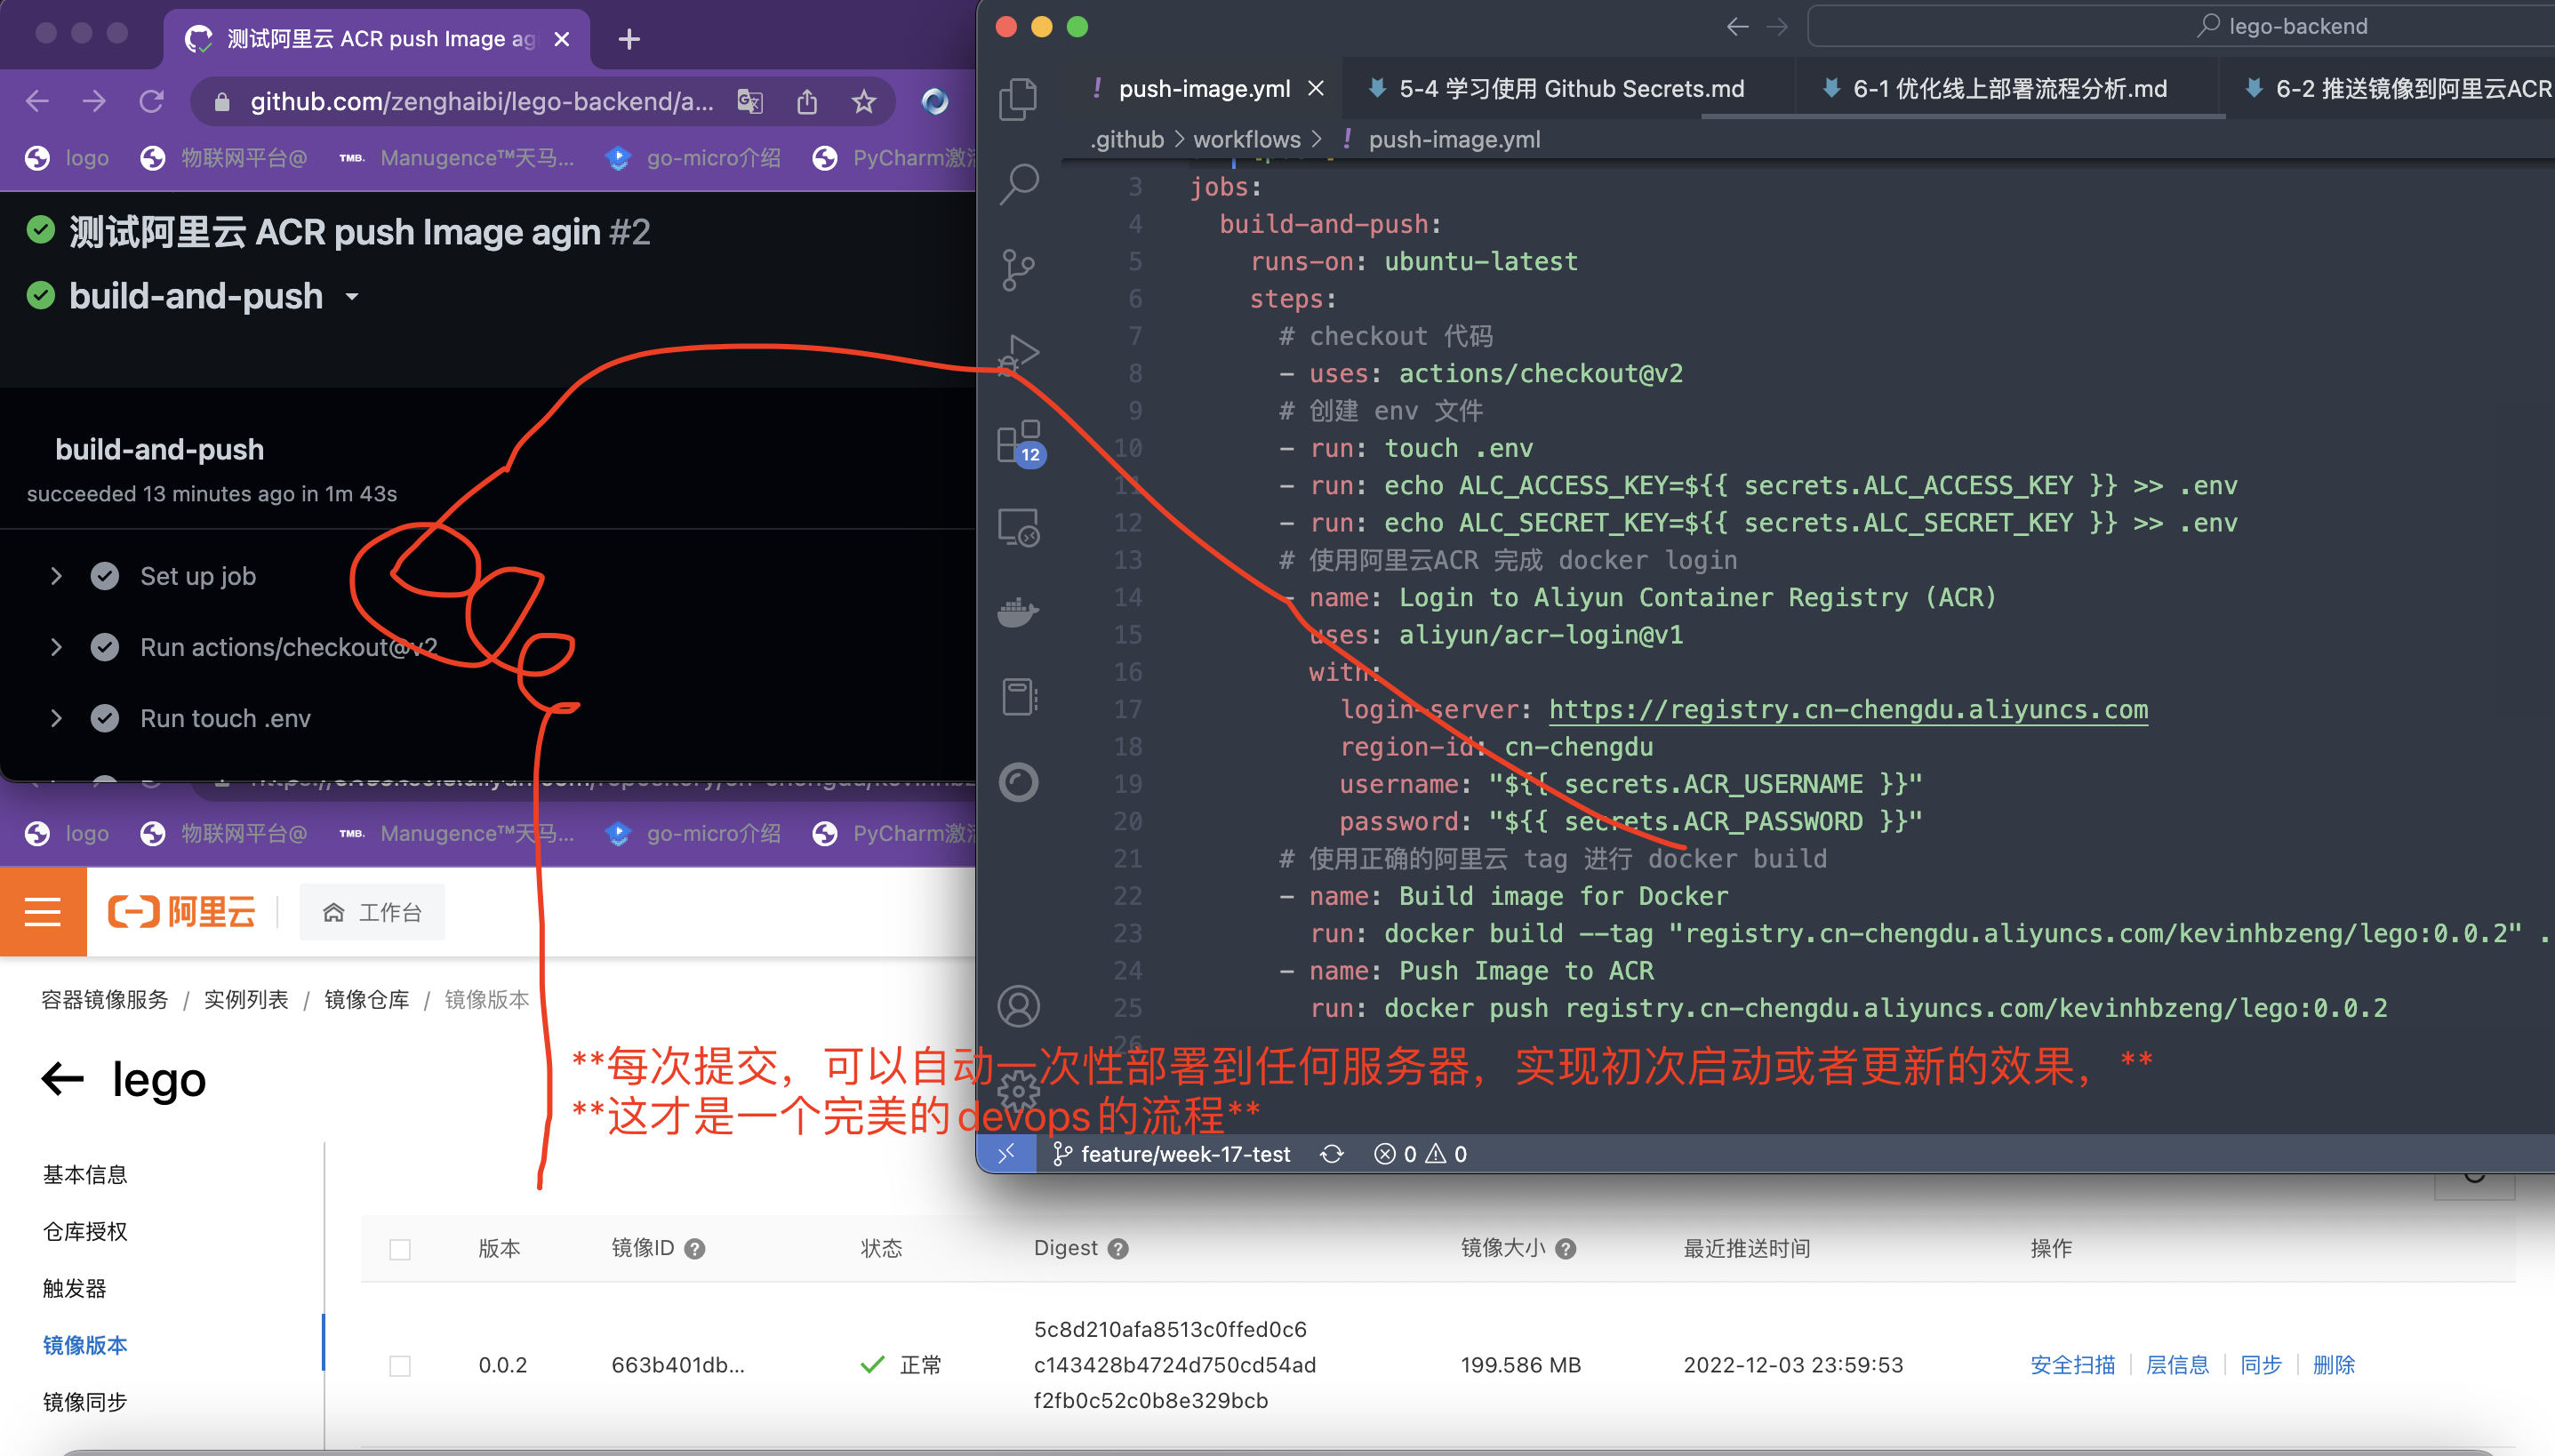 测试阿里云 ACR push Image ag
github.com/zenghaibi/lego-backend/a...
logo 物联网平台@ TMB. Manugence™天马... go-micro介绍 PyCharm激
测试阿里云 ACR push Image agin #2
build-and-push
build-and-push
succeeded 13 minutes ago in 1m 43s
Set up job
Run actions/checkout@v2
Run touch .env
logo 物联网平台@ TMB. Manugence™天马... go-micro介绍 PyCharm激
阿里云 工作台
容器镜像服务 / 实例列表 / 镜像仓库 / 镜像版本
lego
基本信息
仓库授权
触发器
镜像版本
镜像同步
lego-backend
push-image.yml 5-4 学习使用 Github Secrets.md 6-1 优化线上部署流程分析.md 6-2 推送镜像到阿里云ACR
.github > workflows > ! push-image.yml
3 jobs:
4 build-and-push:
5 runs-on: ubuntu-latest
6 steps:
7 # checkout 代码
8 - uses: actions/checkout@v2
9 # 创建 env 文件
10 - run: touch .env
11 - run: echo ALC_ACCESS_KEY=${{ secrets.ALC_ACCESS_KEY }} >> .env
12 - run: echo ALC_SECRET_KEY=${{ secrets.ALC_SECRET_KEY }} >> .env
13 # 使用阿里云ACR 完成 docker login
14 - name: Login to Aliyun Container Registry (ACR)
15 uses: aliyun/acr-login@v1
16 with:
17 login-server: https://registry.cn-chengdu.aliyuncs.com
18 region-id: cn-chengdu
19 username: "${{ secrets.ACR_USERNAME }}"
20 password: "${{ secrets.ACR_PASSWORD }}"
21 # 使用正确的阿里云 tag 进行 docker build
22 - name: Build image for Docker
23 run: docker build --tag "registry.cn-chengdu.aliyuncs.com/kevinhbzeng/lego:0.0.2" .
24 - name: Push Image to ACR
25 run: docker push registry.cn-chengdu.aliyuncs.com/kevinhbzeng/lego:0.0.2
26
12
**每次提交，可以自动一次性部署到任何服务器，实现初次启动或者更新的效果，**
**这才是一个完美的devops的流程**
feature/week-17-test 0 0
版本 镜像ID 状态 Digest 镜像大小 最近推送时间 操作
0.0.2 663b401db... 正常 5c8d210afa8513c0ffed0c6
c143428b4724d750cd54ad
f2fb0c52c0b8e329bcb
199.586 MB 2022-12-03 23:59:53 安全扫描 层信息 同步 删除